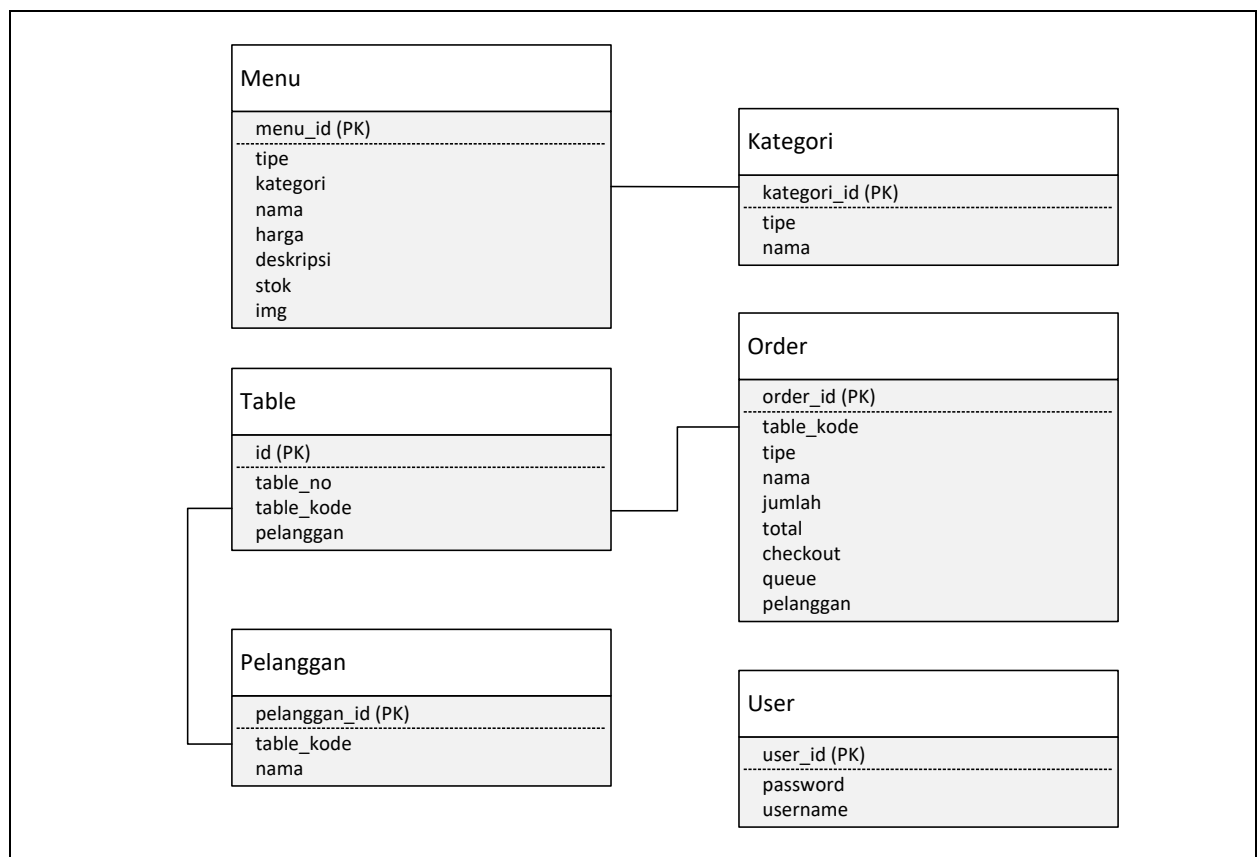 Menu
menu_id (PK)
tipe
kategori
nama
harga
deskripsi
stok
img
Kategori
kategori_id (PK)
tipe
nama
Table
id (PK)
table_no
table_kode
pelanggan
Order
order_id (PK)
table_kode
tipe
nama
jumlah
total
checkout
queue
pelanggan
Pelanggan
pelanggan_id (PK)
table_kode
nama
User
user_id (PK)
password
username